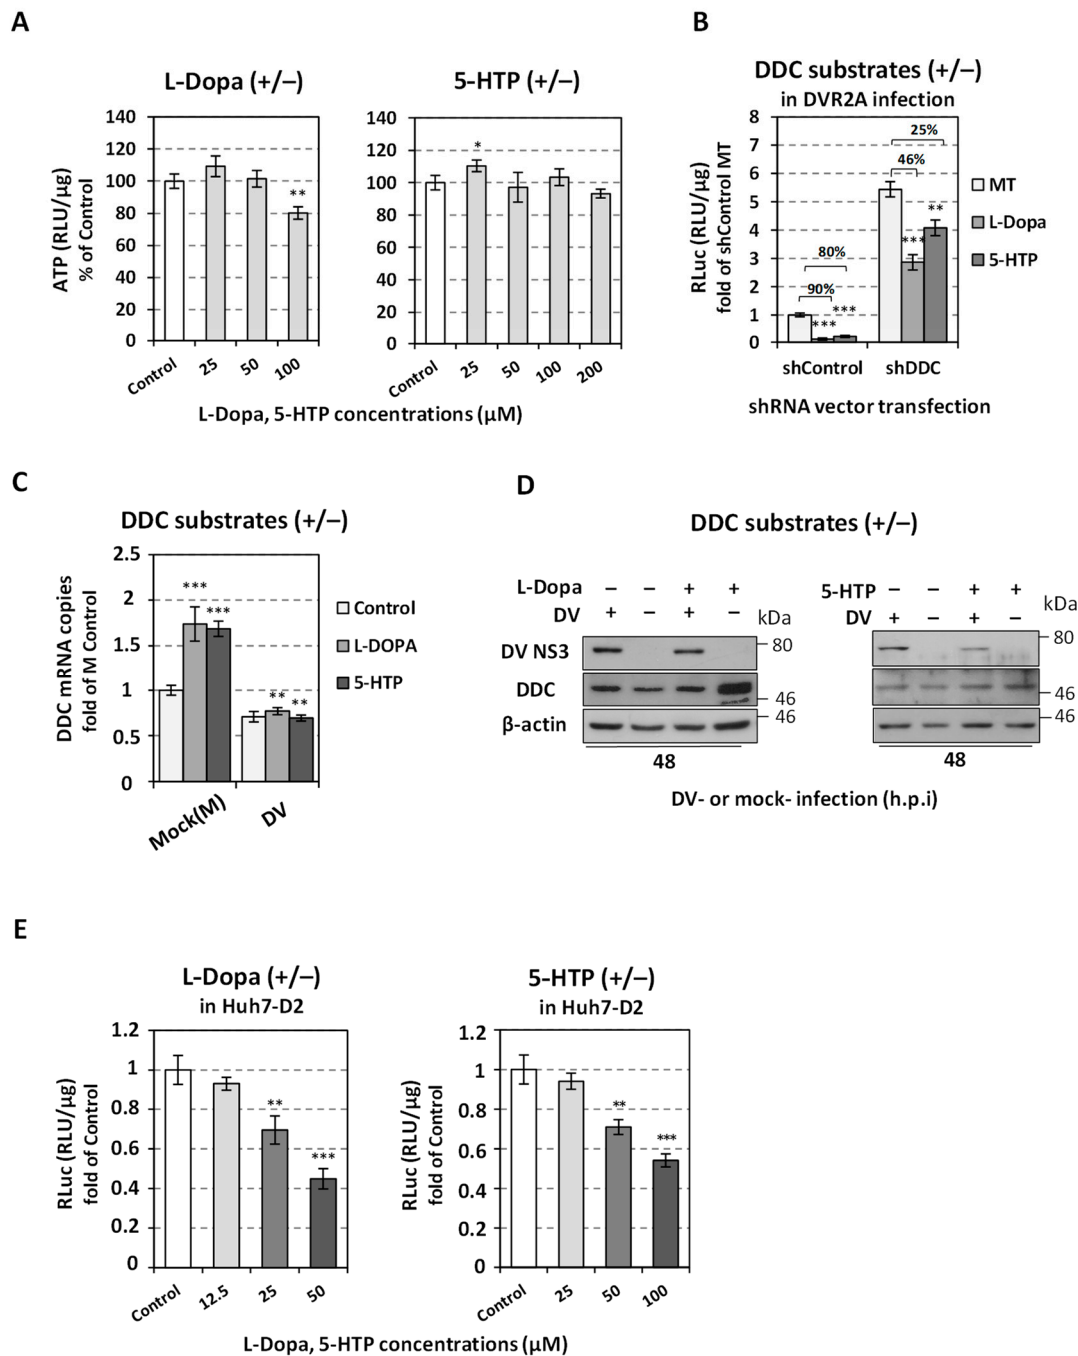 A
L-Dopa (+/−)
ATP (RLU/µg)
% of Control
140
120
100
80
60
40
20
0
**
Control
25
50
100
5-HTP (+/−)
140
120
100
80
60
40
20
0
*
Control
25
50
100
200
L-Dopa, 5-HTP concentrations (µM)
B
DDC substrates (+/−)
in DVR2A infection
RLuc (RLU/µg)
fold of shControl MT
8
7
6
5
4
3
2
1
0
25%
46%
80%
90%
***
***
***
**
MT
L-Dopa
5-HTP
shControl
shDDC
shRNA vector transfection
C
DDC substrates (+/−)
DDC mRNA copies
fold of M Control
2.5
2
1.5
1
0.5
0
***
***
**
**
Control
L-DOPA
5-HTP
Mock(M)
DV
D
DDC substrates (+/−)
L-Dopa − − + +
DV + − + −
kDa
DV NS3
80
DDC
46
β-actin
46
48
5-HTP − − + +
DV + − + −
kDa
80
46
46
48
DV- or mock- infection (h.p.i)
E
L-Dopa (+/−)
in Huh7-D2
RLuc (RLU/µg)
fold of Control
1.2
1
0.8
0.6
0.4
0.2
0
**
***
Control
12.5
25
50
5-HTP (+/−)
in Huh7-D2
RLuc (RLU/µg)
fold of Control
1.2
1
0.8
0.6
0.4
0.2
0
**
***
Control
25
50
100
L-Dopa, 5-HTP concentrations (µM)